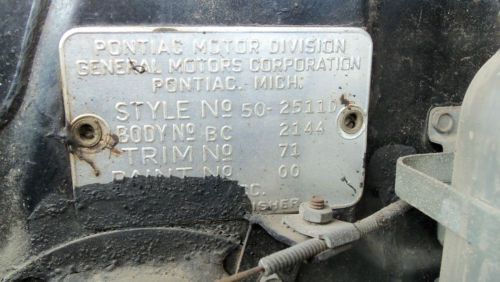 PONTIAC MOTOR DIVISION
GENERAL MOTORS CORPORATION
PONTIAC, MICH.
STYLE No 50-2511D
BODY No BC 2144
TRIM No 71
PAINT No 00
C.
ISHER